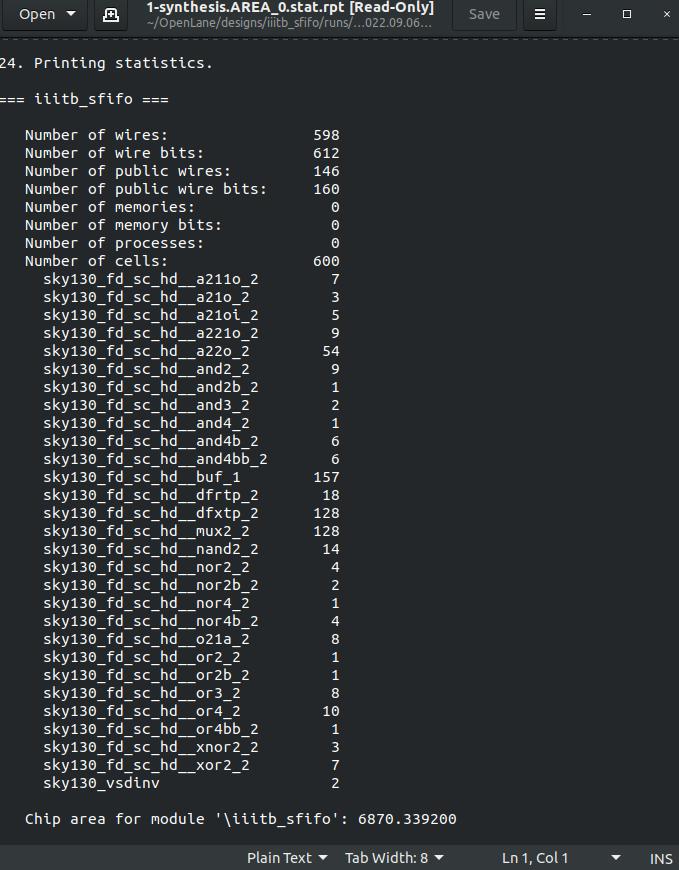 Open
1-synthesis.AREA_0.stat.rpt [Read-Only]
~/OpenLane/designs/iiitb_sfifo/runs/...022.09.06...
Save
24. Printing statistics.
=== iiitb_sfifo ===
Number of wires: 598
Number of wire bits: 612
Number of public wires: 146
Number of public wire bits: 160
Number of memories: 0
Number of memory bits: 0
Number of processes: 0
Number of cells: 600
sky130_fd_sc_hd__a211o_2 7
sky130_fd_sc_hd__a21o_2 3
sky130_fd_sc_hd__a21oi_2 5
sky130_fd_sc_hd__a221o_2 9
sky130_fd_sc_hd__a22o_2 54
sky130_fd_sc_hd__and2_2 9
sky130_fd_sc_hd__and2b_2 1
sky130_fd_sc_hd__and3_2 2
sky130_fd_sc_hd__and4_2 1
sky130_fd_sc_hd__and4b_2 6
sky130_fd_sc_hd__and4bb_2 6
sky130_fd_sc_hd__buf_1 157
sky130_fd_sc_hd__dfrtp_2 18
sky130_fd_sc_hd__dfxtp_2 128
sky130_fd_sc_hd__mux2_2 128
sky130_fd_sc_hd__nand2_2 14
sky130_fd_sc_hd__nor2_2 4
sky130_fd_sc_hd__nor2b_2 2
sky130_fd_sc_hd__nor4_2 1
sky130_fd_sc_hd__nor4b_2 4
sky130_fd_sc_hd__o21a_2 8
sky130_fd_sc_hd__or2_2 1
sky130_fd_sc_hd__or2b_2 1
sky130_fd_sc_hd__or3_2 8
sky130_fd_sc_hd__or4_2 10
sky130_fd_sc_hd__or4bb_2 1
sky130_fd_sc_hd__xnor2_2 3
sky130_fd_sc_hd__xor2_2 7
sky130_vsdinv 2
Chip area for module '\iiitb_sfifo': 6870.339200
Plain Text Tab Width: 8 Ln 1, Col 1 INS